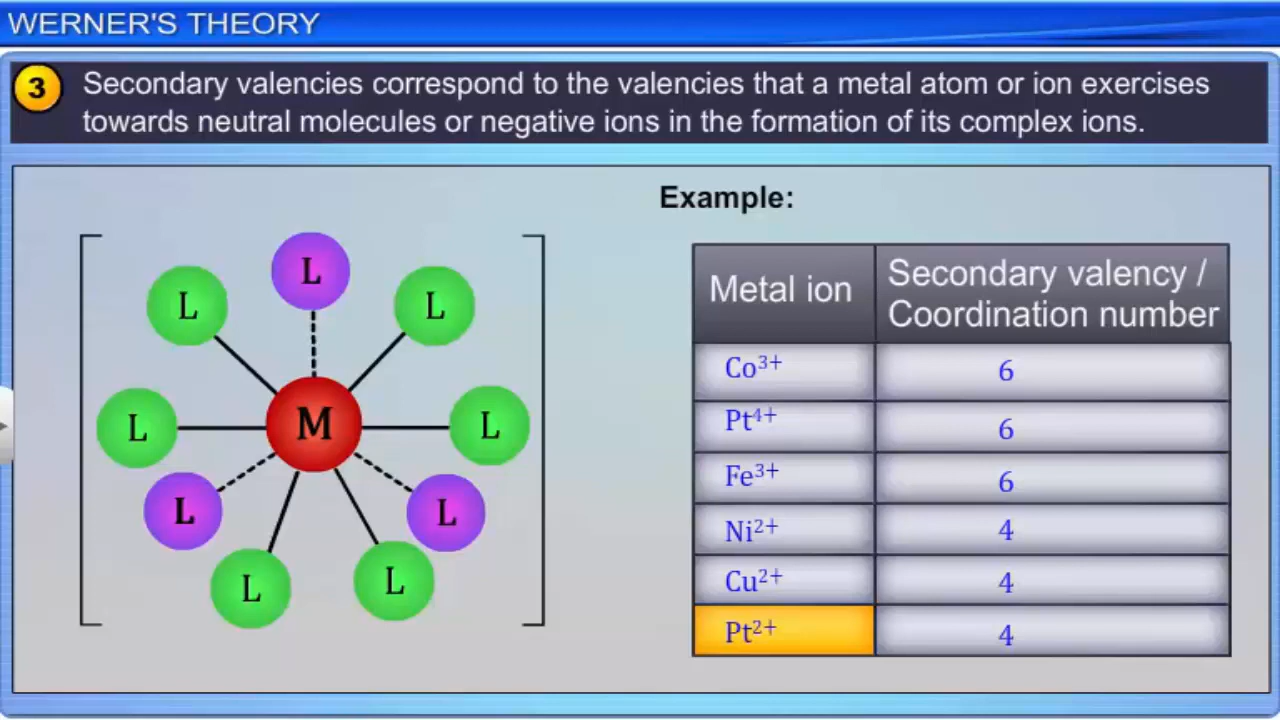 WERNER'S THEORY
3
Secondary valencies correspond to the valencies that a metal atom or ion exercises
towards neutral molecules or negative ions in the formation of its complex ions.
L
L
L
M
L
L
L
L
L
L
Example:
Metal ion
Secondary valency /
Coordination number
Co³⁺ 6
Pt⁴⁺ 6
Fe³⁺ 6
Ni²⁺ 4
Cu²⁺ 4
Pt²⁺ 4